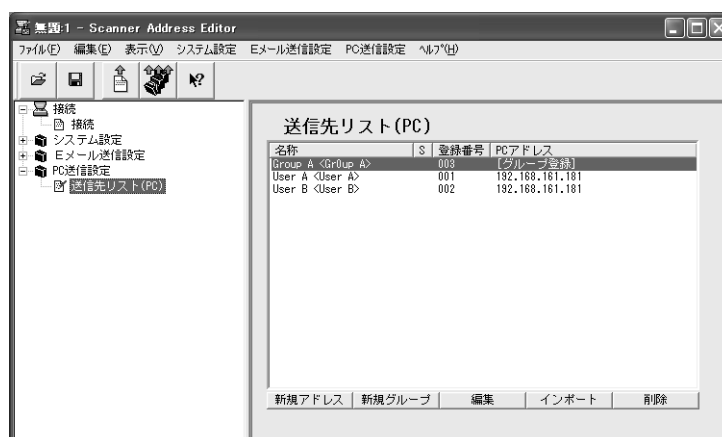 無題:1 - Scanner Address Editor
ファイル(F) 編集(E) 表示(V) システム設定 Eメール送信設定 PC送信設定 ヘルプ(H)
接続
接続
システム設定
Eメール送信設定
PC送信設定
送信先リスト(PC)
送信先リスト(PC)
名称 S 登録番号 PCアドレス
Group A <Gr0up A> 003 [グループ登録]
User A <User A> 001 192.168.161.181
User B <User B> 002 192.168.161.181
新規アドレス 新規グループ 編集 インポート 削除